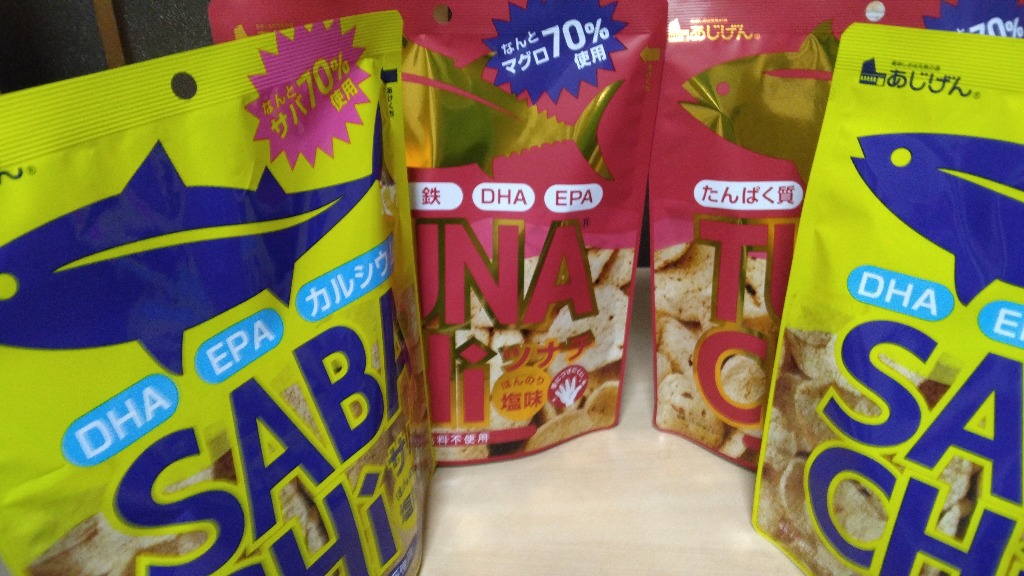 なんと
サバ70%
使用
DHA
EPA
カルシウ
SABA
Hi
なんと
マグロ70%
使用
鉄
DHA
EPA
UNA
Hi
ツナチ
ほんのり
塩味
料不使用
あじげん
たんぱく質
TU
C
70%
あじげん
DHA
E
SA
CH